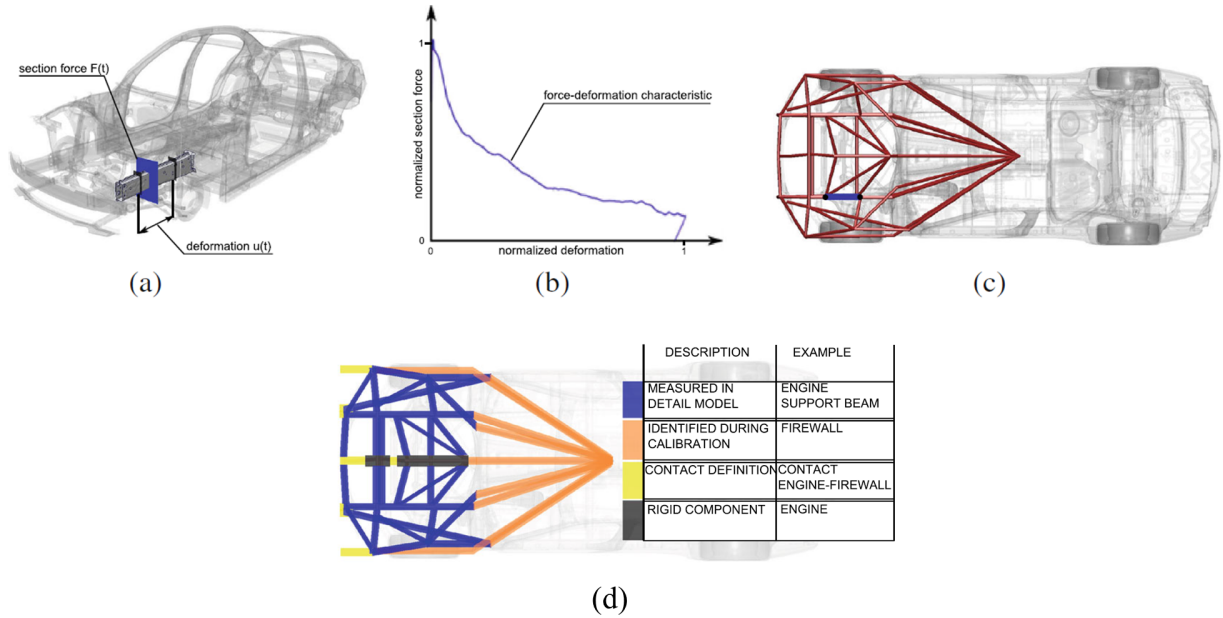 section force F(t)
deformation u(t)
(a)
normalized section force
1
0
force-deformation characteristic
0
normalized deformation
1
(b)
(c)
DESCRIPTION
EXAMPLE
MEASURED IN
DETAIL MODEL
ENGINE
SUPPORT BEAM
IDENTIFIED DURING
CALIBRATION
FIREWALL
CONTACT DEFINITION
CONTACT
ENGINE-FIREWALL
RIGID COMPONENT
ENGINE
(d)